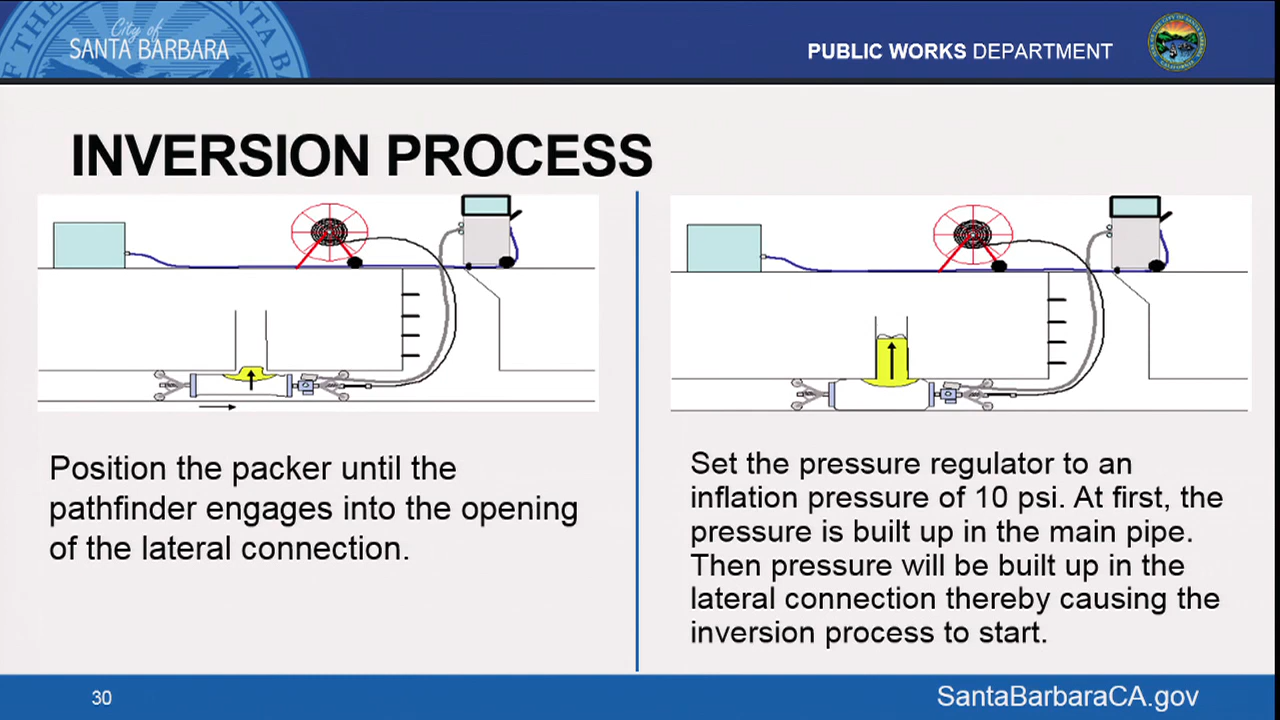 City of
SANTA BARBARA
PUBLIC WORKS DEPARTMENT
INVERSION PROCESS
Position the packer until the
pathfinder engages into the opening
of the lateral connection.
Set the pressure regulator to an
inflation pressure of 10 psi. At first, the
pressure is built up in the main pipe.
Then pressure will be built up in the
lateral connection thereby causing the
inversion process to start.
30
SantaBarbaraCA.gov